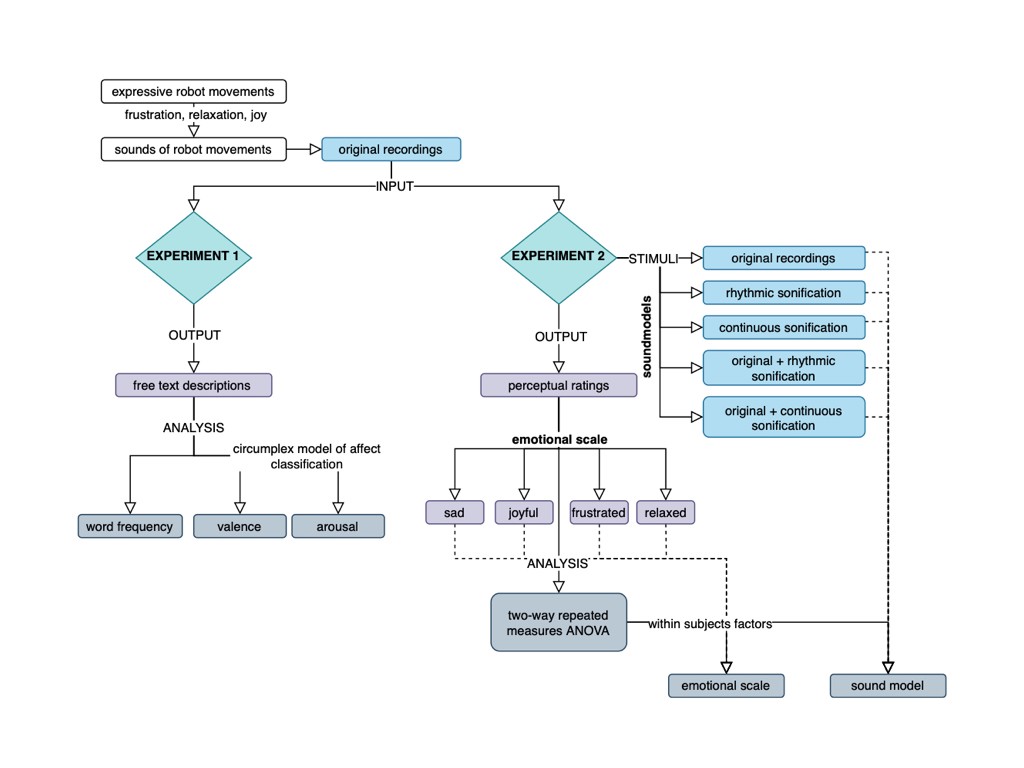 expressive robot movements
frustration, relaxation, joy
sounds of robot movements
original recordings
INPUT
EXPERIMENT 1
EXPERIMENT 2
STIMULI
original recordings
rhythmic sonification
continuous sonification
original + rhythmic
sonification
original + continuous
sonification
soundmodels
OUTPUT
OUTPUT
free text descriptions
perceptual ratings
ANALYSIS
circumplex model of affect
classification
emotional scale
word frequency
valence
arousal
sad
joyful
frustrated
relaxed
ANALYSIS
two-way repeated
measures ANOVA
within subjects factors
emotional scale
sound model